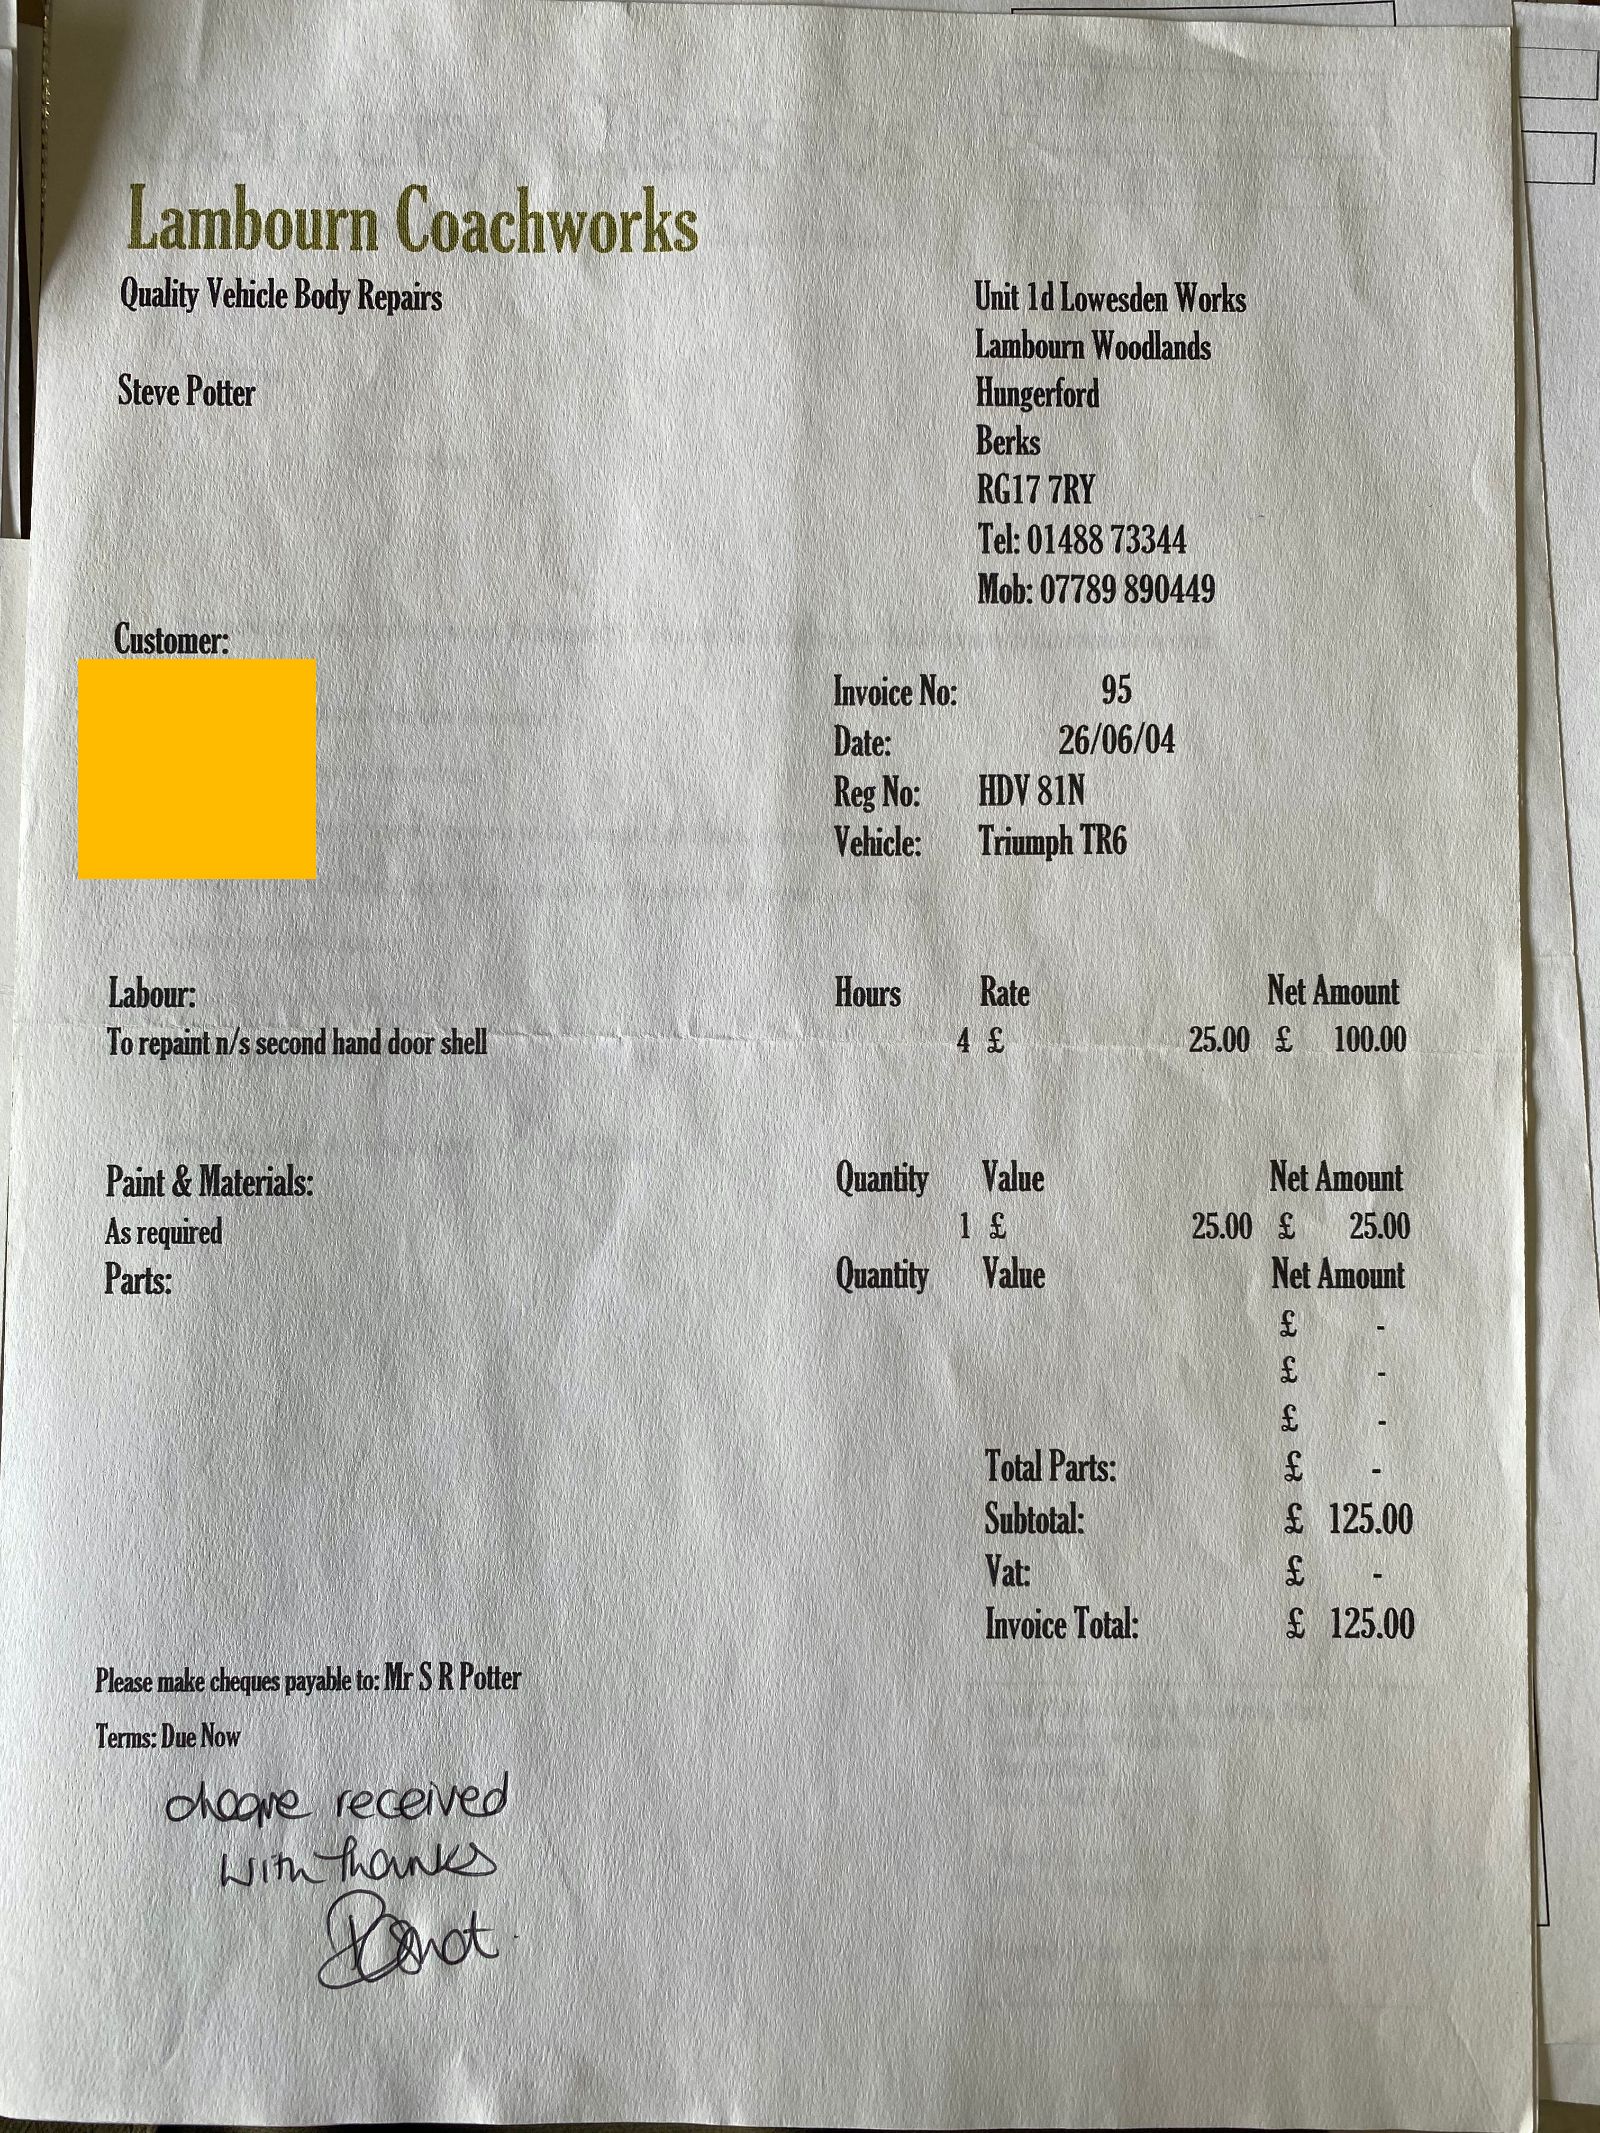 Lambourn Coachworks
Quality Vehicle Body Repairs
Steve Potter
Unit 1d Lowesden Works
Lambourn Woodlands
Hungerford
Berks
RG17 7RY
Tel: 01488 73344
Mob: 07789 890449
Customer:
Invoice No: 95
Date: 26/06/04
Reg No: HDV 81N
Vehicle: Triumph TR6
Labour: Hours Rate Net Amount
To repaint n/s second hand door shell 4 £ 25.00 £ 100.00
Paint & Materials: Quantity Value Net Amount
As required 1 £ 25.00 £ 25.00
Parts: Quantity Value Net Amount
£ -
£ -
£ -
Total Parts: £ -
Subtotal: £ 125.00
Vat: £ -
Invoice Total: £ 125.00
Please make cheques payable to: Mr S R Potter
Terms: Due Now
cheque received
with thanks